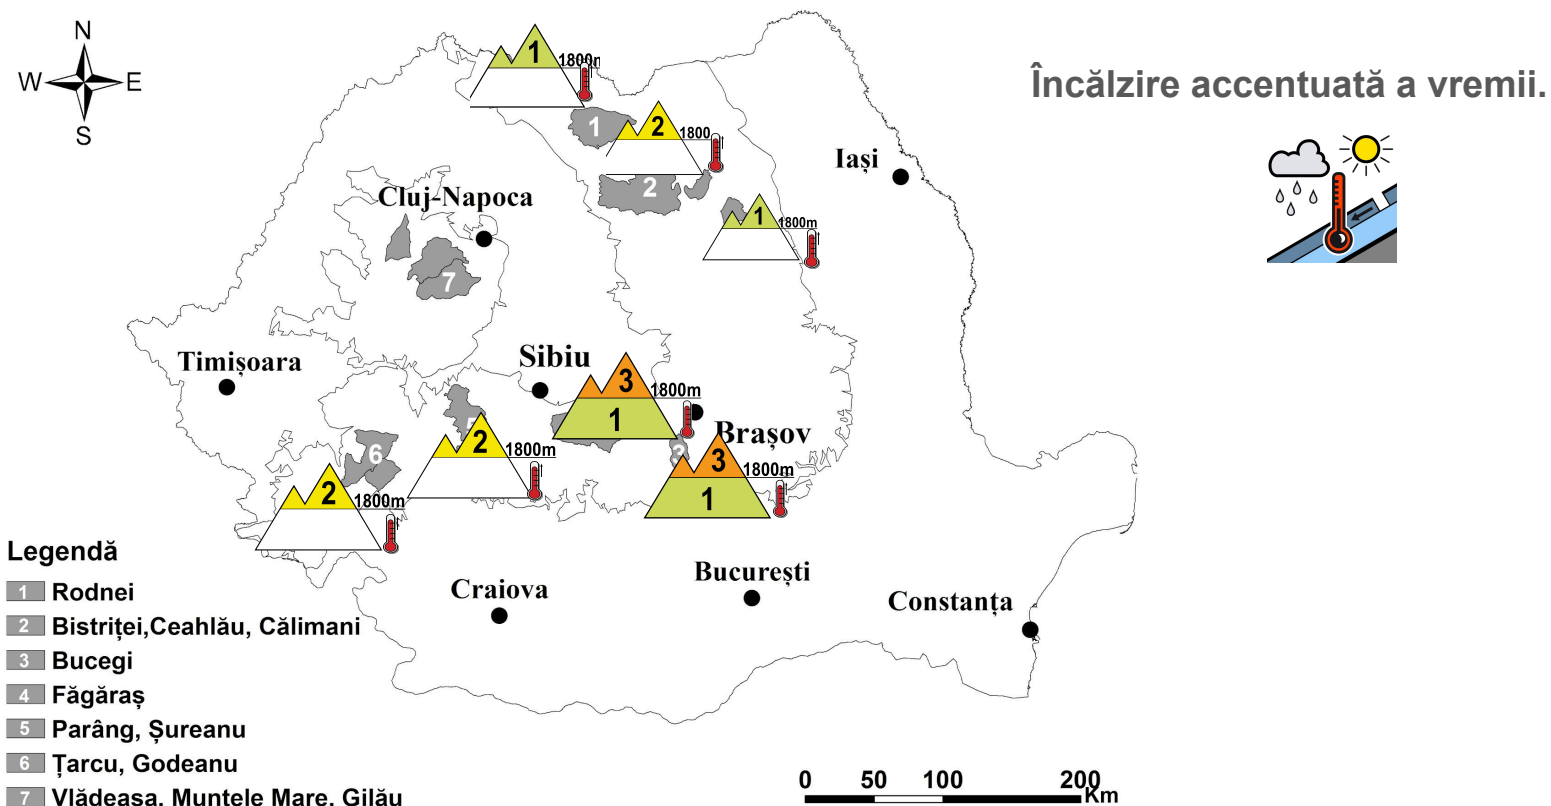 N
W E
S
Încălzire accentuată a vremii.
1
1800m
1
2
1800
2
1
1800m
Iași
Cluj-Napoca
7
Timișoara
Sibiu
3
1800m
1
Brașov
3
3
1800m
1
5
2
1800m
6
2
1800m
Craiova
București
Constanța
Legendă
1 Rodnei
2 Bistriței,Ceahlău, Călimani
3 Bucegi
4 Făgăraș
5 Parâng, Șureanu
6 Țarcu, Godeanu
7 Vlădeasa, Muntele Mare, Gilău
0 50 100 200
Km